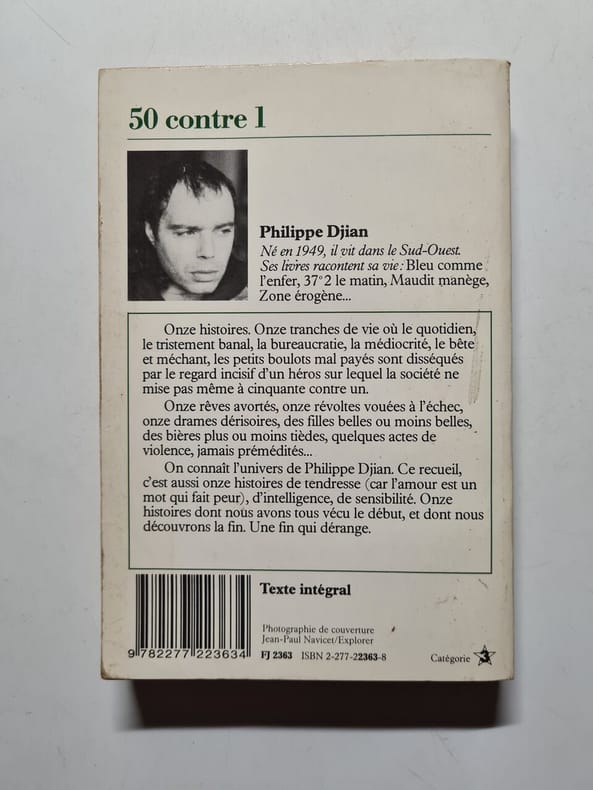 50 contre 1
Philippe Djian
Né en 1949, il vit dans le Sud-Ouest.
Ses livres racontent sa vie : Bleu comme
l'enfer, 37°2 le matin, Maudit manège,
Zone érogène...
Onze histoires. Onze tranches de vie où le quotidien,
le tristement banal, la bureaucratie, la médiocrité, le bête
et méchant, les petits boulots mal payés sont disséqués
par le regard incisif d'un héros sur lequel la société ne
mise pas même à cinquante contre un.
Onze rêves avortés, onze révoltes vouées à l'échec,
onze drames dérisoires, des filles belles ou moins belles,
des bières plus ou moins tièdes, quelques actes de
violence, jamais prémédités...
On connaît l'univers de Philippe Djian. Ce recueil,
c'est aussi onze histoires de tendresse (car l'amour est un
mot qui fait peur), d'intelligence, de sensibilité. Onze
histoires dont nous avons tous vécu le début, et dont nous
découvrons la fin. Une fin qui dérange.
Texte intégral
Photographie de couverture
Jean-Paul Navicet/Explorer
9 782277 223634
FJ 2363 ISBN 2-277-22363-8
Catégorie 3